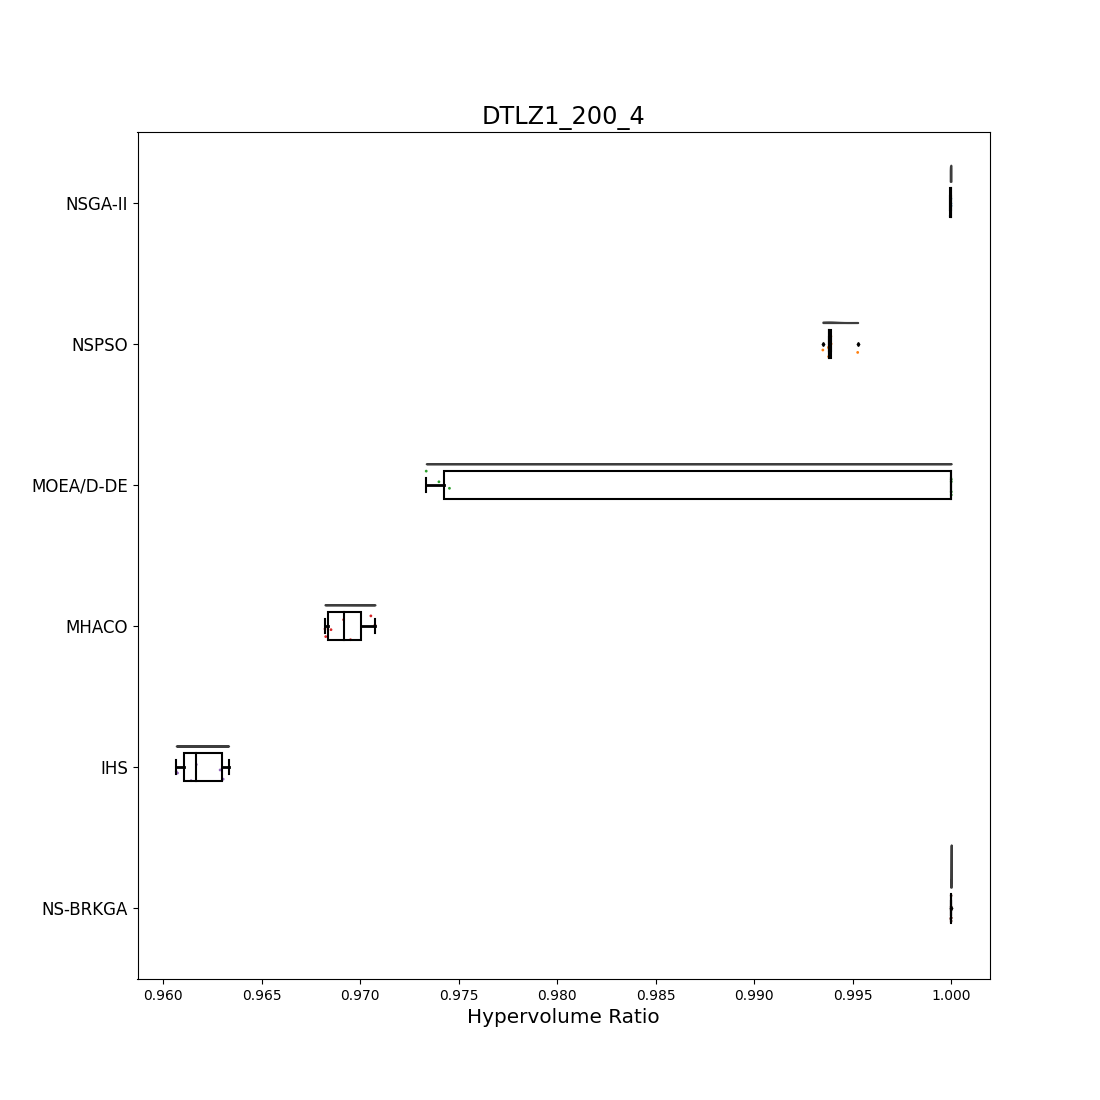 DTLZ1_200_4
NSGA-II
NSPSO
MOEA/D-DE
MHACO
IHS
NS-BRKGA
0.960 0.965 0.970 0.975 0.980 0.985 0.990 0.995 1.000
Hypervolume Ratio